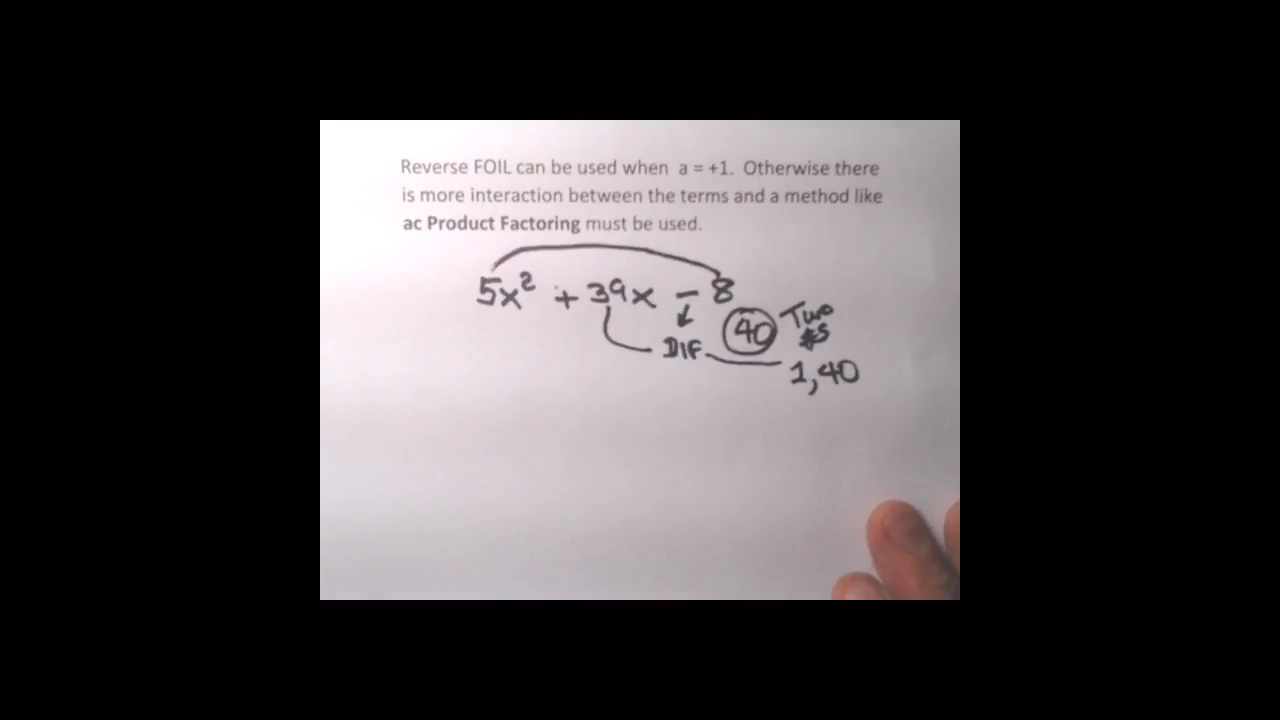 Reverse FOIL can be used when a = +1. Otherwise there
is more interaction between the terms and a method like
ac Product Factoring must be used.
5x² + 39x - 8
40 Two
#s
DIF
1,40